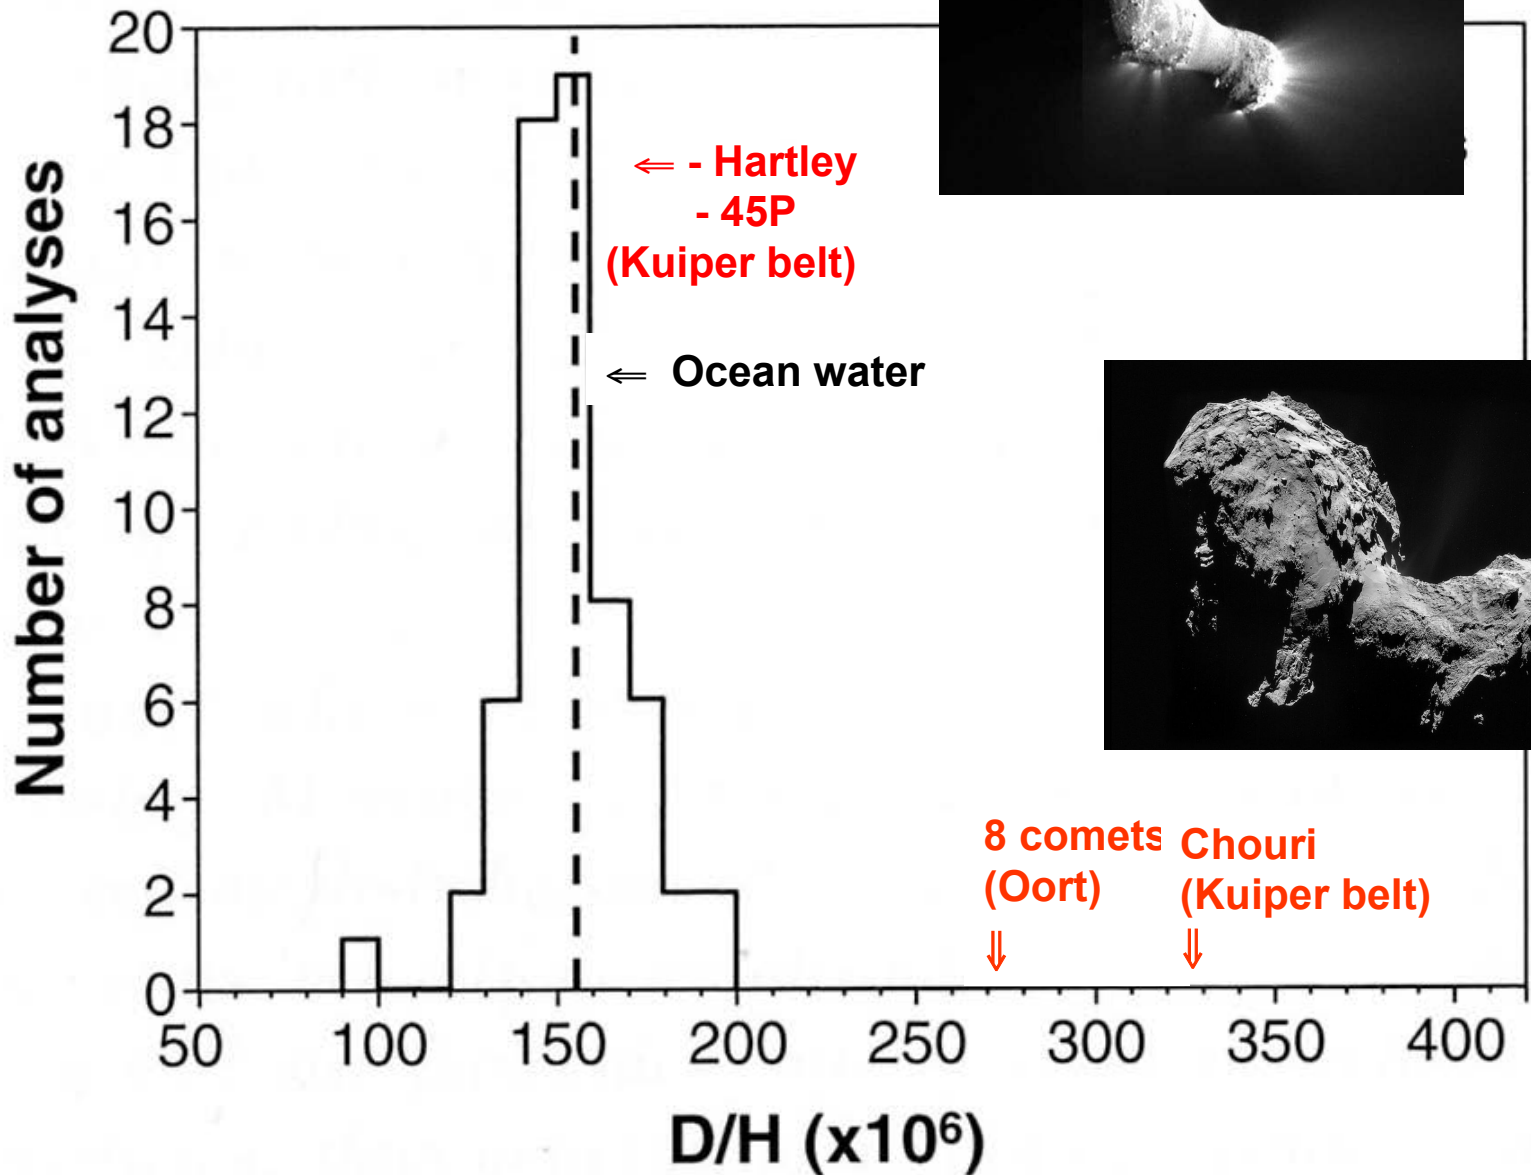 20
18
16
14
12
10
8
6
4
2
0
Number of analyses
⇐ - Hartley
- 45P
(Kuiper belt)
⇐ Ocean water
8 comets
(Oort)
⇓
Chouri
(Kuiper belt)
⇓
50 100 150 200 250 300 350 400
D/H (x10⁶)